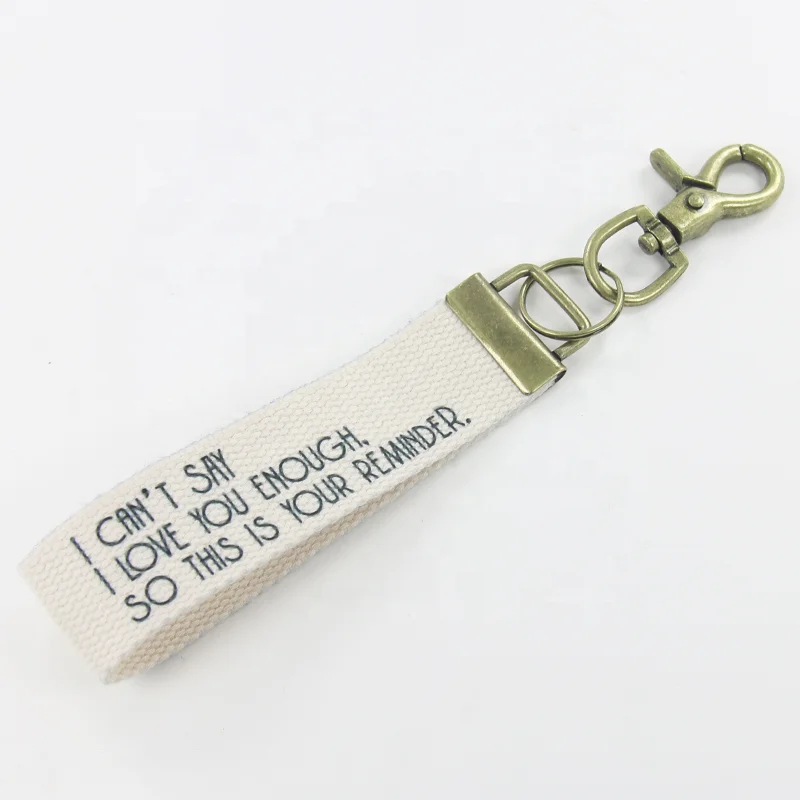 I CAN'T SAY
I LOVE YOU ENOUGH,
SO THIS IS YOUR REMINDER.